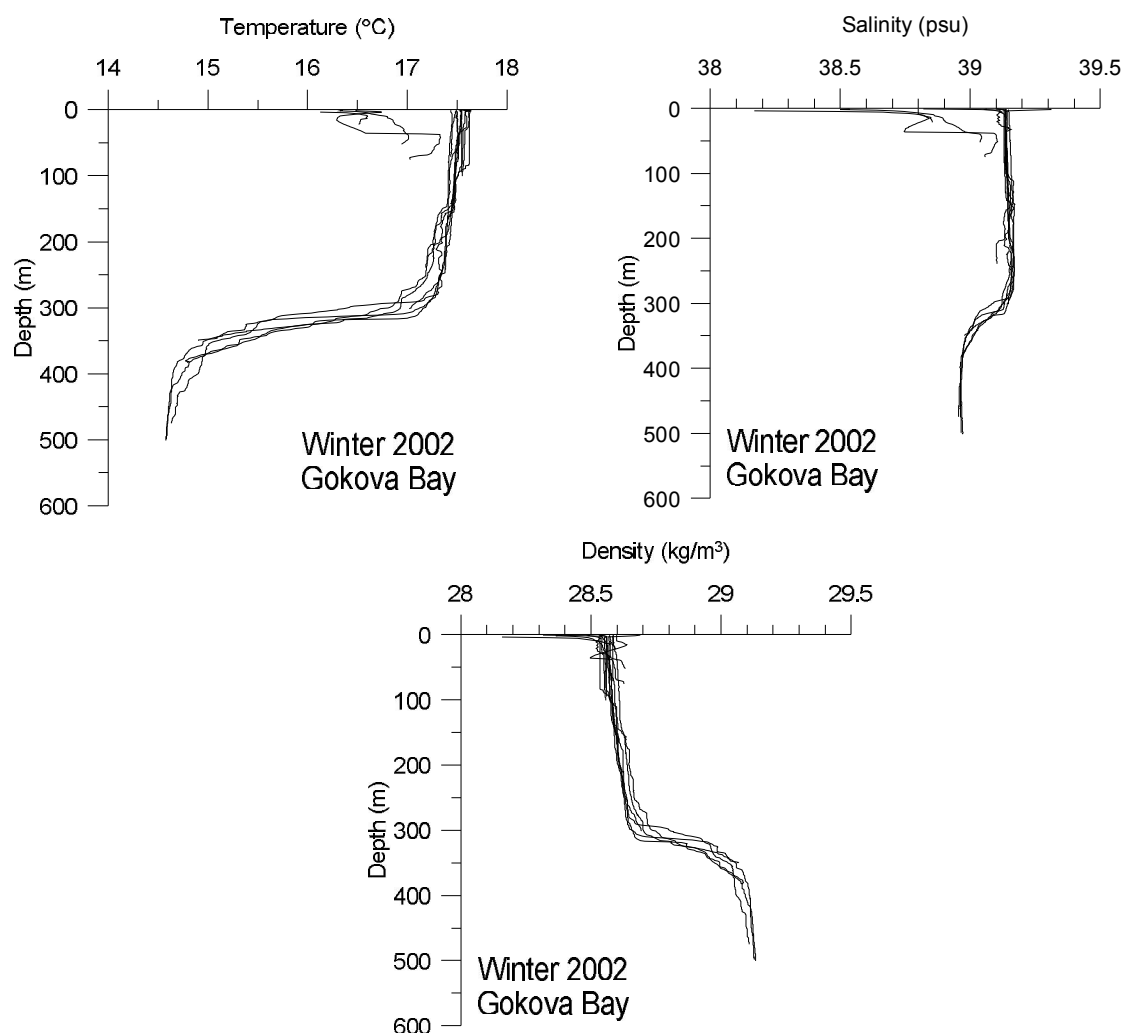 Temperature (°C)
14 15 16 17 18
0
100
200
300
400
500
600
Depth (m)
Winter 2002
Gokova Bay
Salinity (psu)
38 38.5 39 39.5
0
100
200
300
400
500
600
Depth (m)
Winter 2002
Gokova Bay
Density (kg/m³)
28 28.5 29 29.5
0
100
200
300
400
500
600
Depth (m)
Winter 2002
Gokova Bay